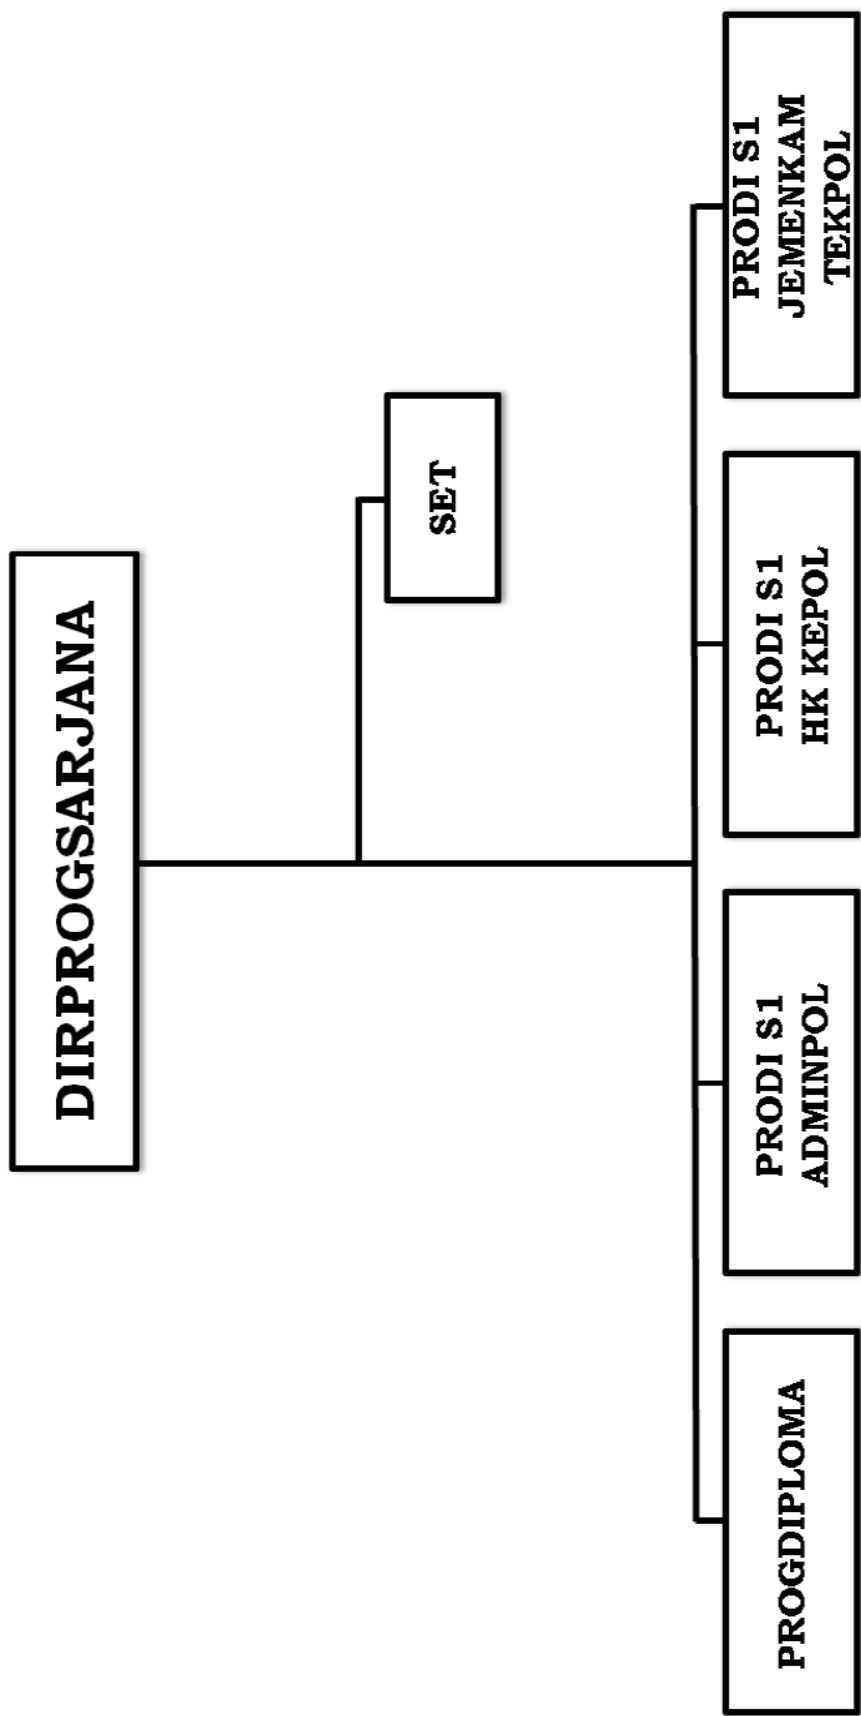 DIRPROGSARJANA
SET
PROGDIPLOMA
PRODI S1
ADMINPOL
PRODI S1
HK KEPOL
PRODI S1
JEMENKAM
TEKPOL